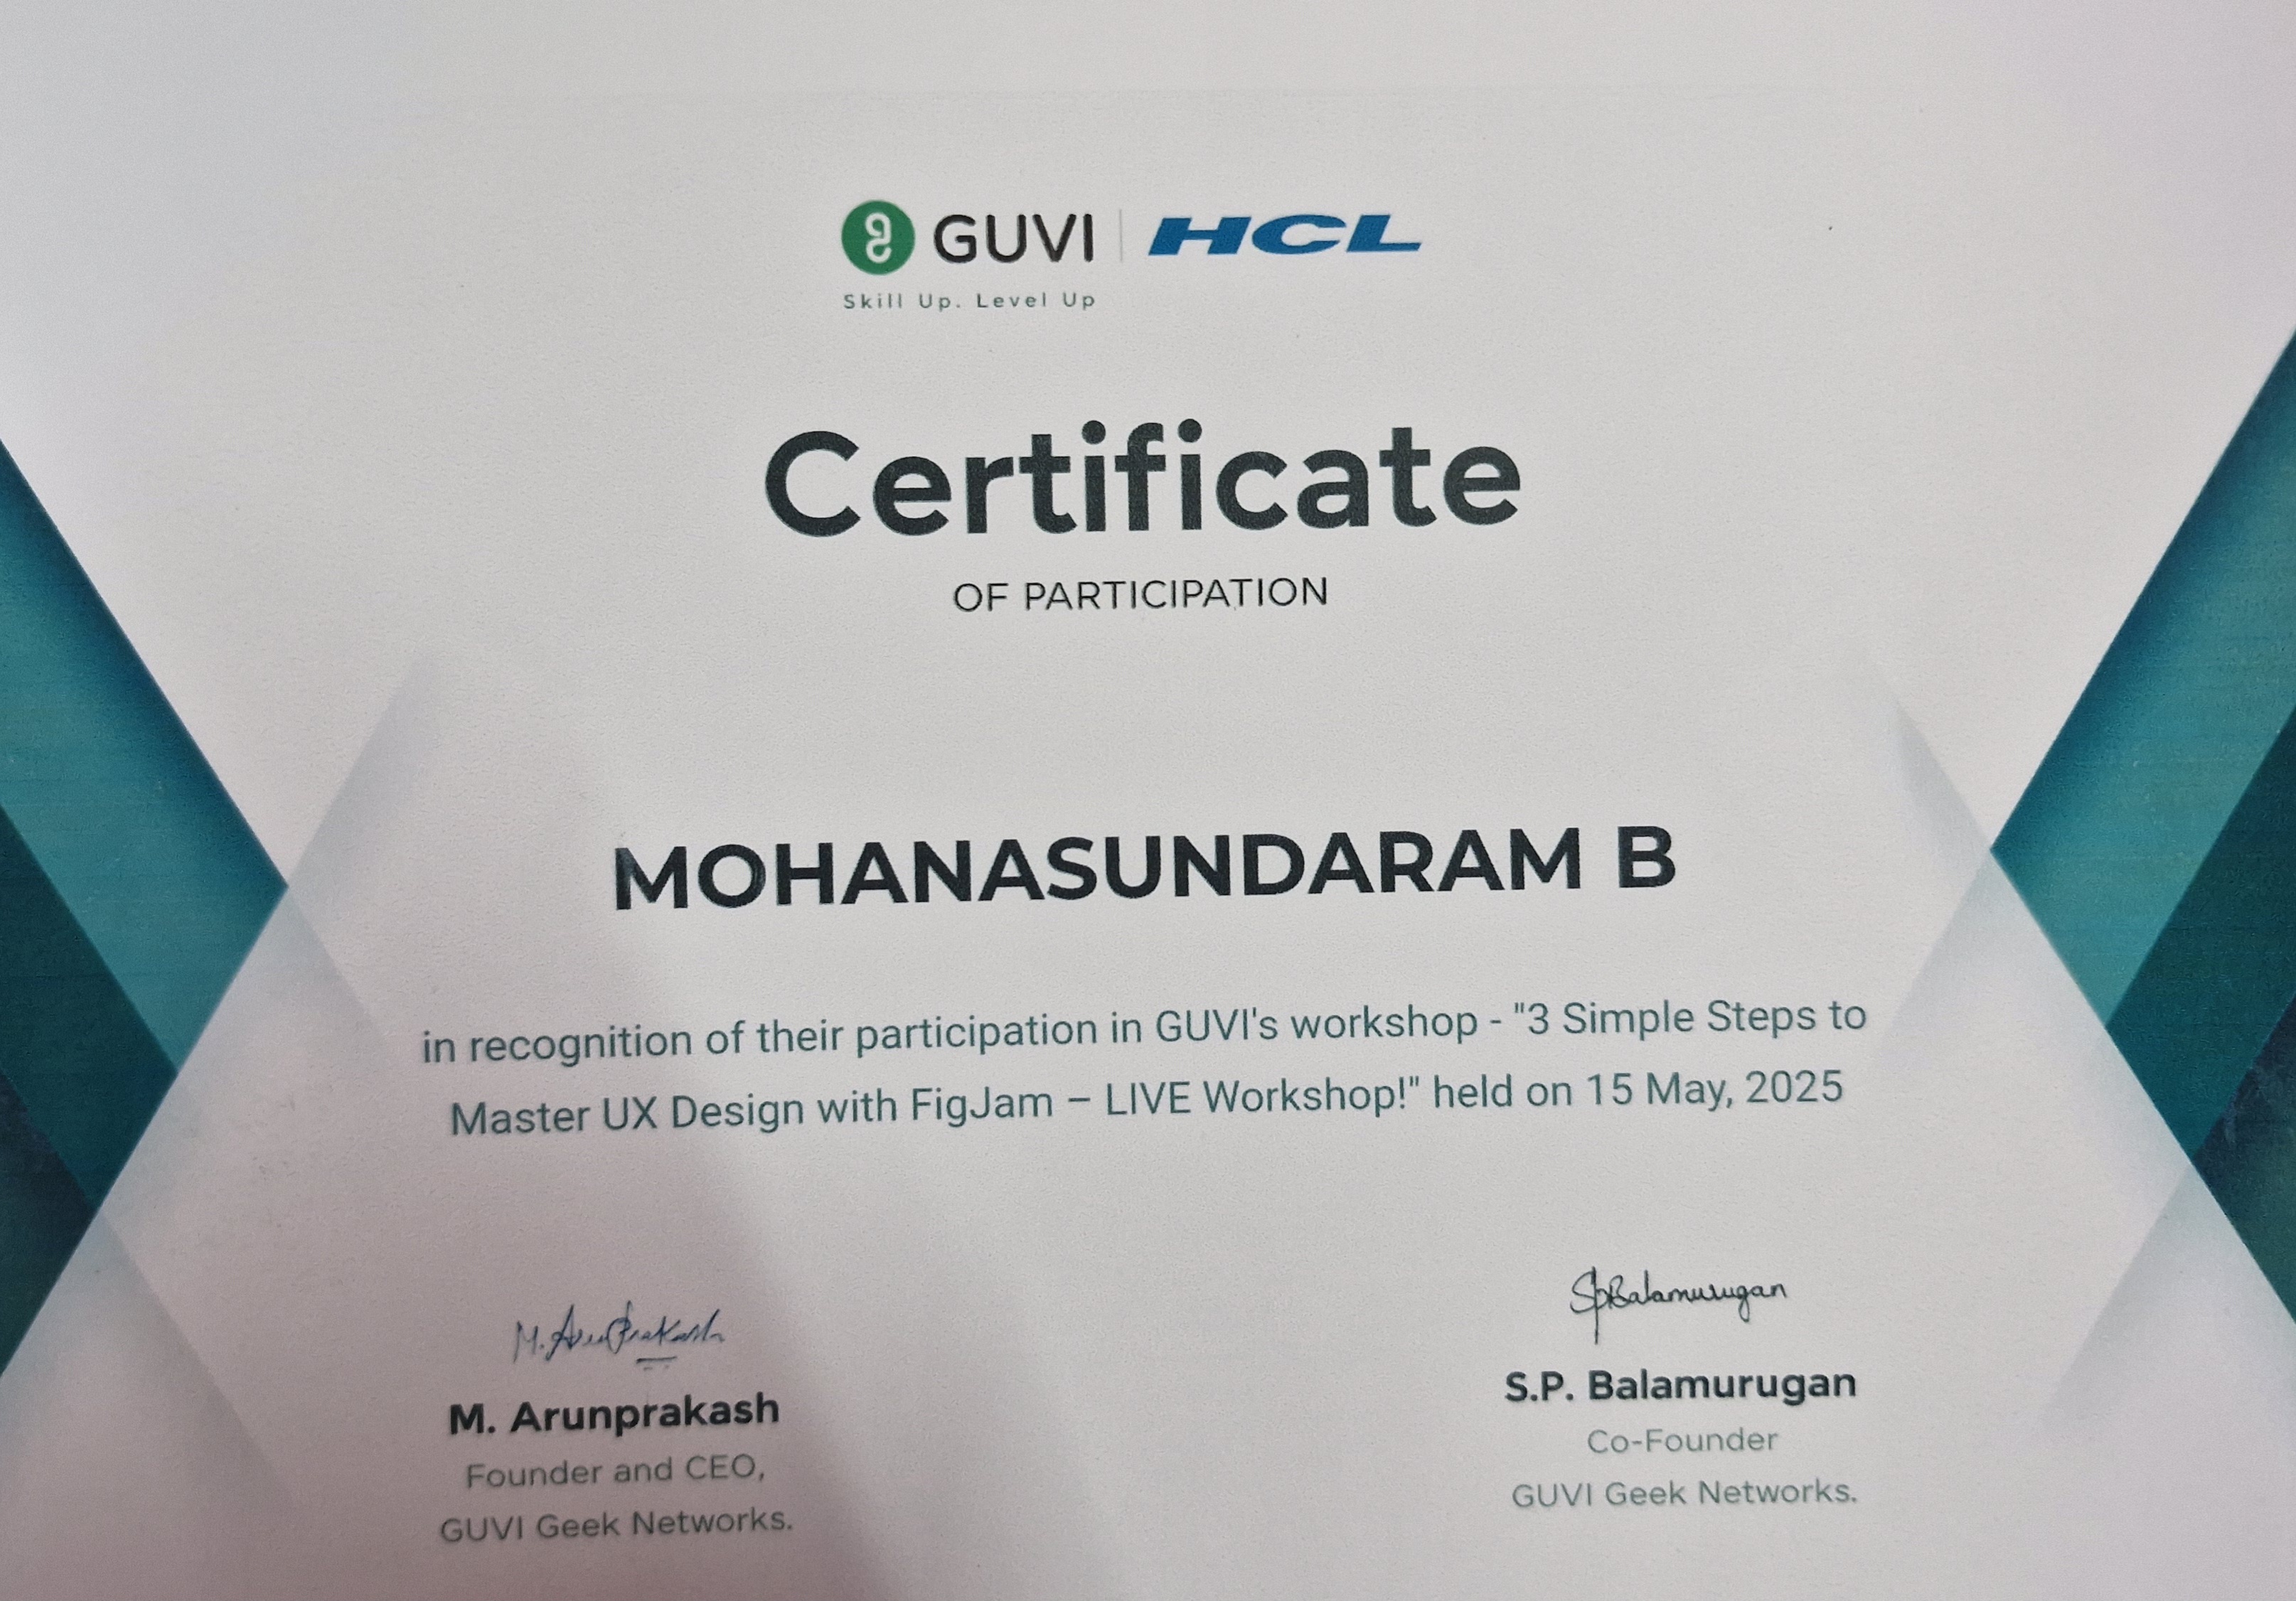 GUVI | HCL
Skill Up. Level Up
Certificate
OF PARTICIPATION
MOHANASUNDARAM B
in recognition of their participation in GUVI's workshop - "3 Simple Steps to
Master UX Design with FigJam – LIVE Workshop!" held on 15 May, 2025
M. Arunprakash
SpBalamurugan
M. Arunprakash
Founder and CEO,
GUVI Geek Networks.
S.P. Balamurugan
Co-Founder
GUVI Geek Networks.